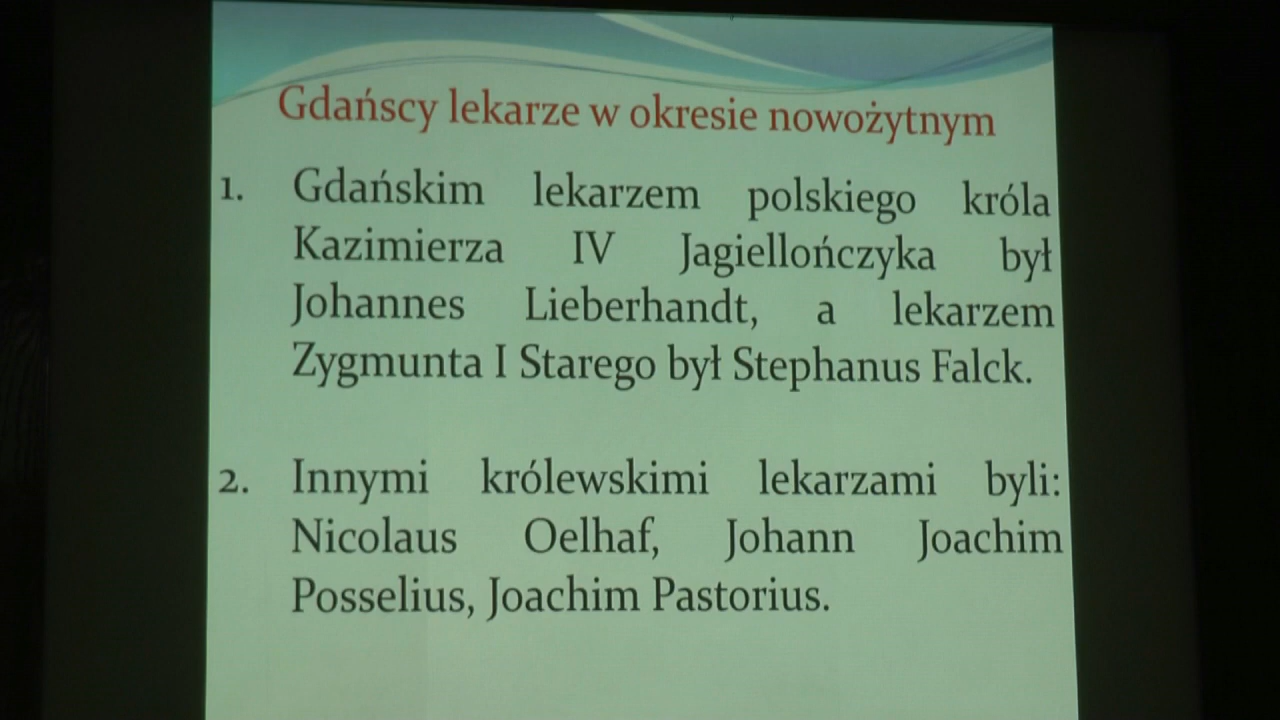 Gdańscy lekarze w okresie nowożytnym
1. Gdańskim lekarzem polskiego króla
Kazimierza IV Jagiellończyka był
Johannes Lieberhandt, a lekarzem
Zygmunta I Starego był Stephanus Falck.
2. Innymi królewskimi lekarzami byli:
Nicolaus Oelhaf, Johann Joachim
Posselius, Joachim Pastorius.